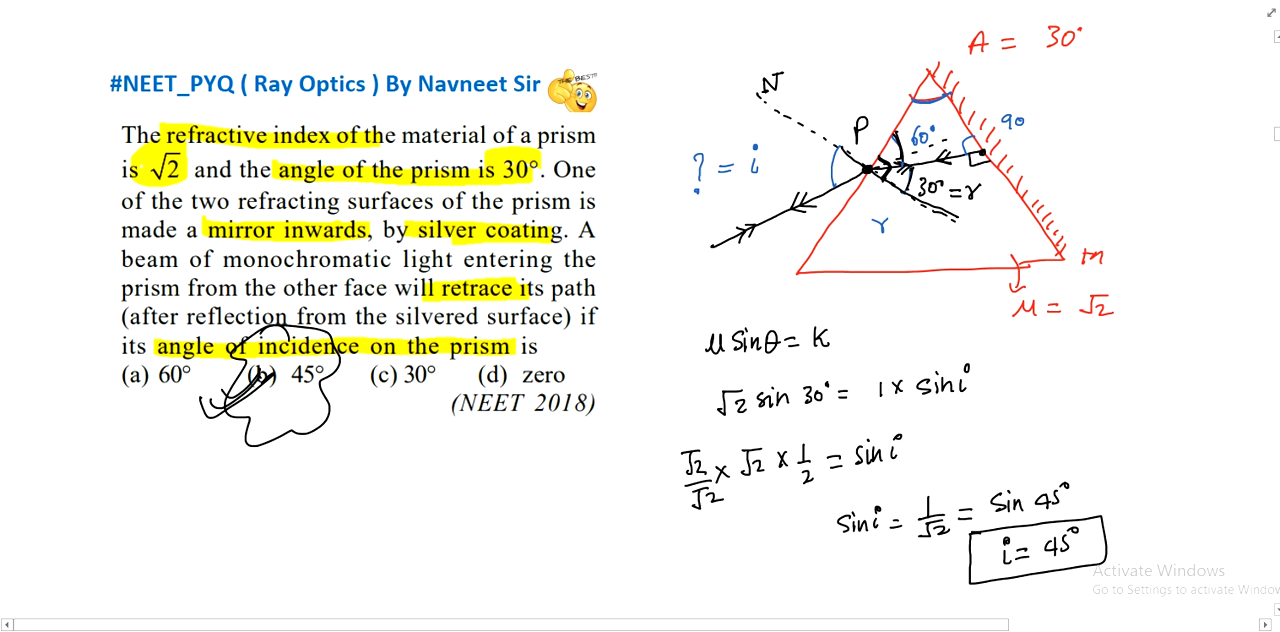 #NEET_PYQ ( Ray Optics ) By Navneet Sir
THE BEST!!
The refractive index of the material of a prism
is √2 and the angle of the prism is 30°. One
of the two refracting surfaces of the prism is
made a mirror inwards, by silver coating. A
beam of monochromatic light entering the
prism from the other face will retrace its path
(after reflection from the silvered surface) if
its angle of incidence on the prism is
(a) 60° (b) 45° (c) 30° (d) zero
(NEET 2018)
A = 30°
N
P
60°
90
? = i
30° = r
r
m
μ = √2
μ sinθ = K
√2 sin 30° = 1 × sin i
√2/√2 × √2 × 1/2 = sin i
sin i = 1/√2 = sin 45°
i = 45°
Activate Windows
Go to Settings to activate Window